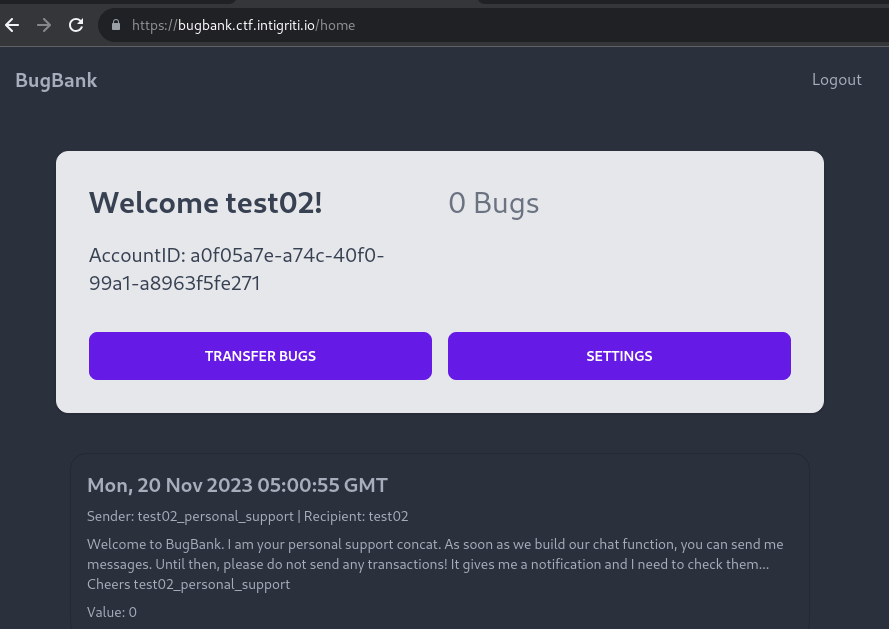 https://bugbank.ctf.intigriti.io/home
BugBank
Logout
Welcome test02!
0 Bugs
AccountID: a0f05a7e-a74c-40f0-
99a1-a8963f5fe271
TRANSFER BUGS
SETTINGS
Mon, 20 Nov 2023 05:00:55 GMT
Sender: test02_personal_support | Recipient: test02
Welcome to BugBank. I am your personal support concat. As soon as we build our chat function, you can send me
messages. Until then, please do not send any transactions! It gives me a notification and I need to check them...
Cheers test02_personal_support
Value: 0